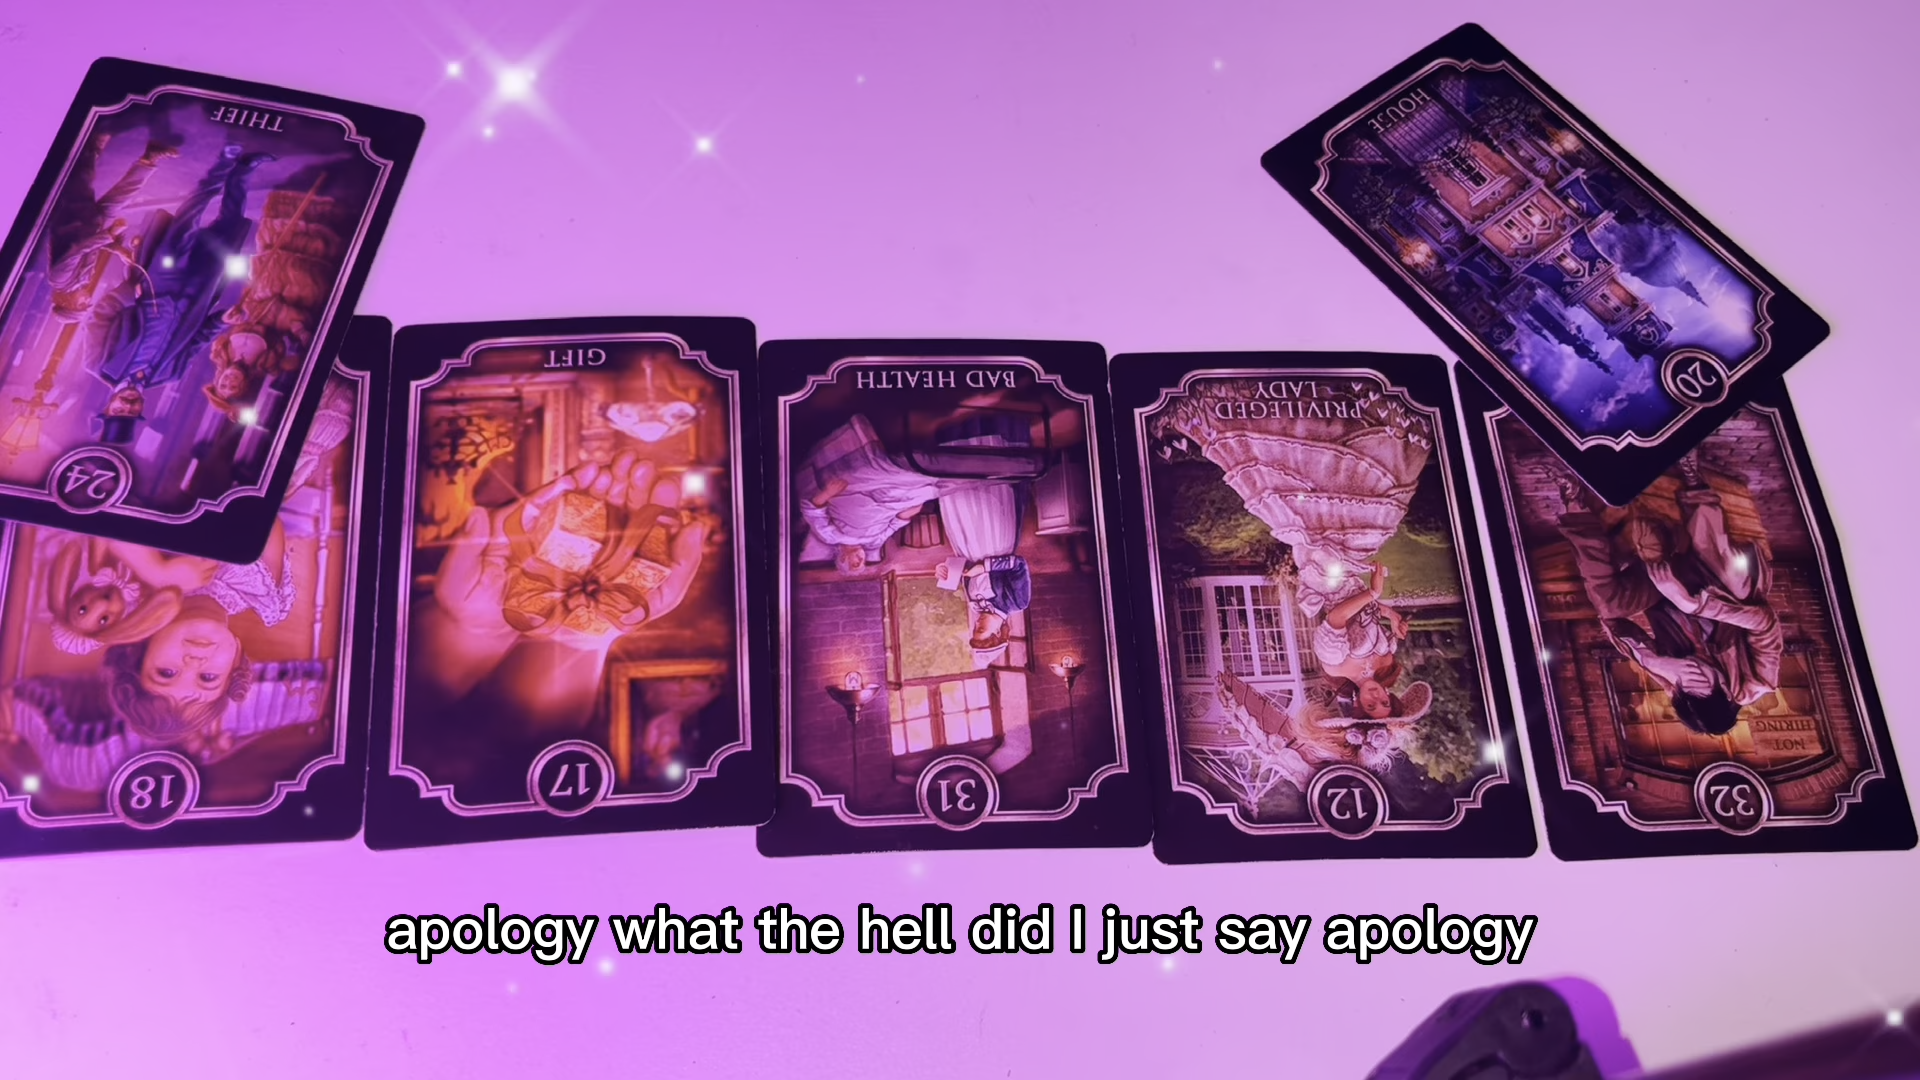 THIEF
24
HOUSE
20
GIFT
17
BAD HEALTH
31
PRIVILEGED
LADY
12
18
NOT
HIRING
32
apology what the hell did I just say apology